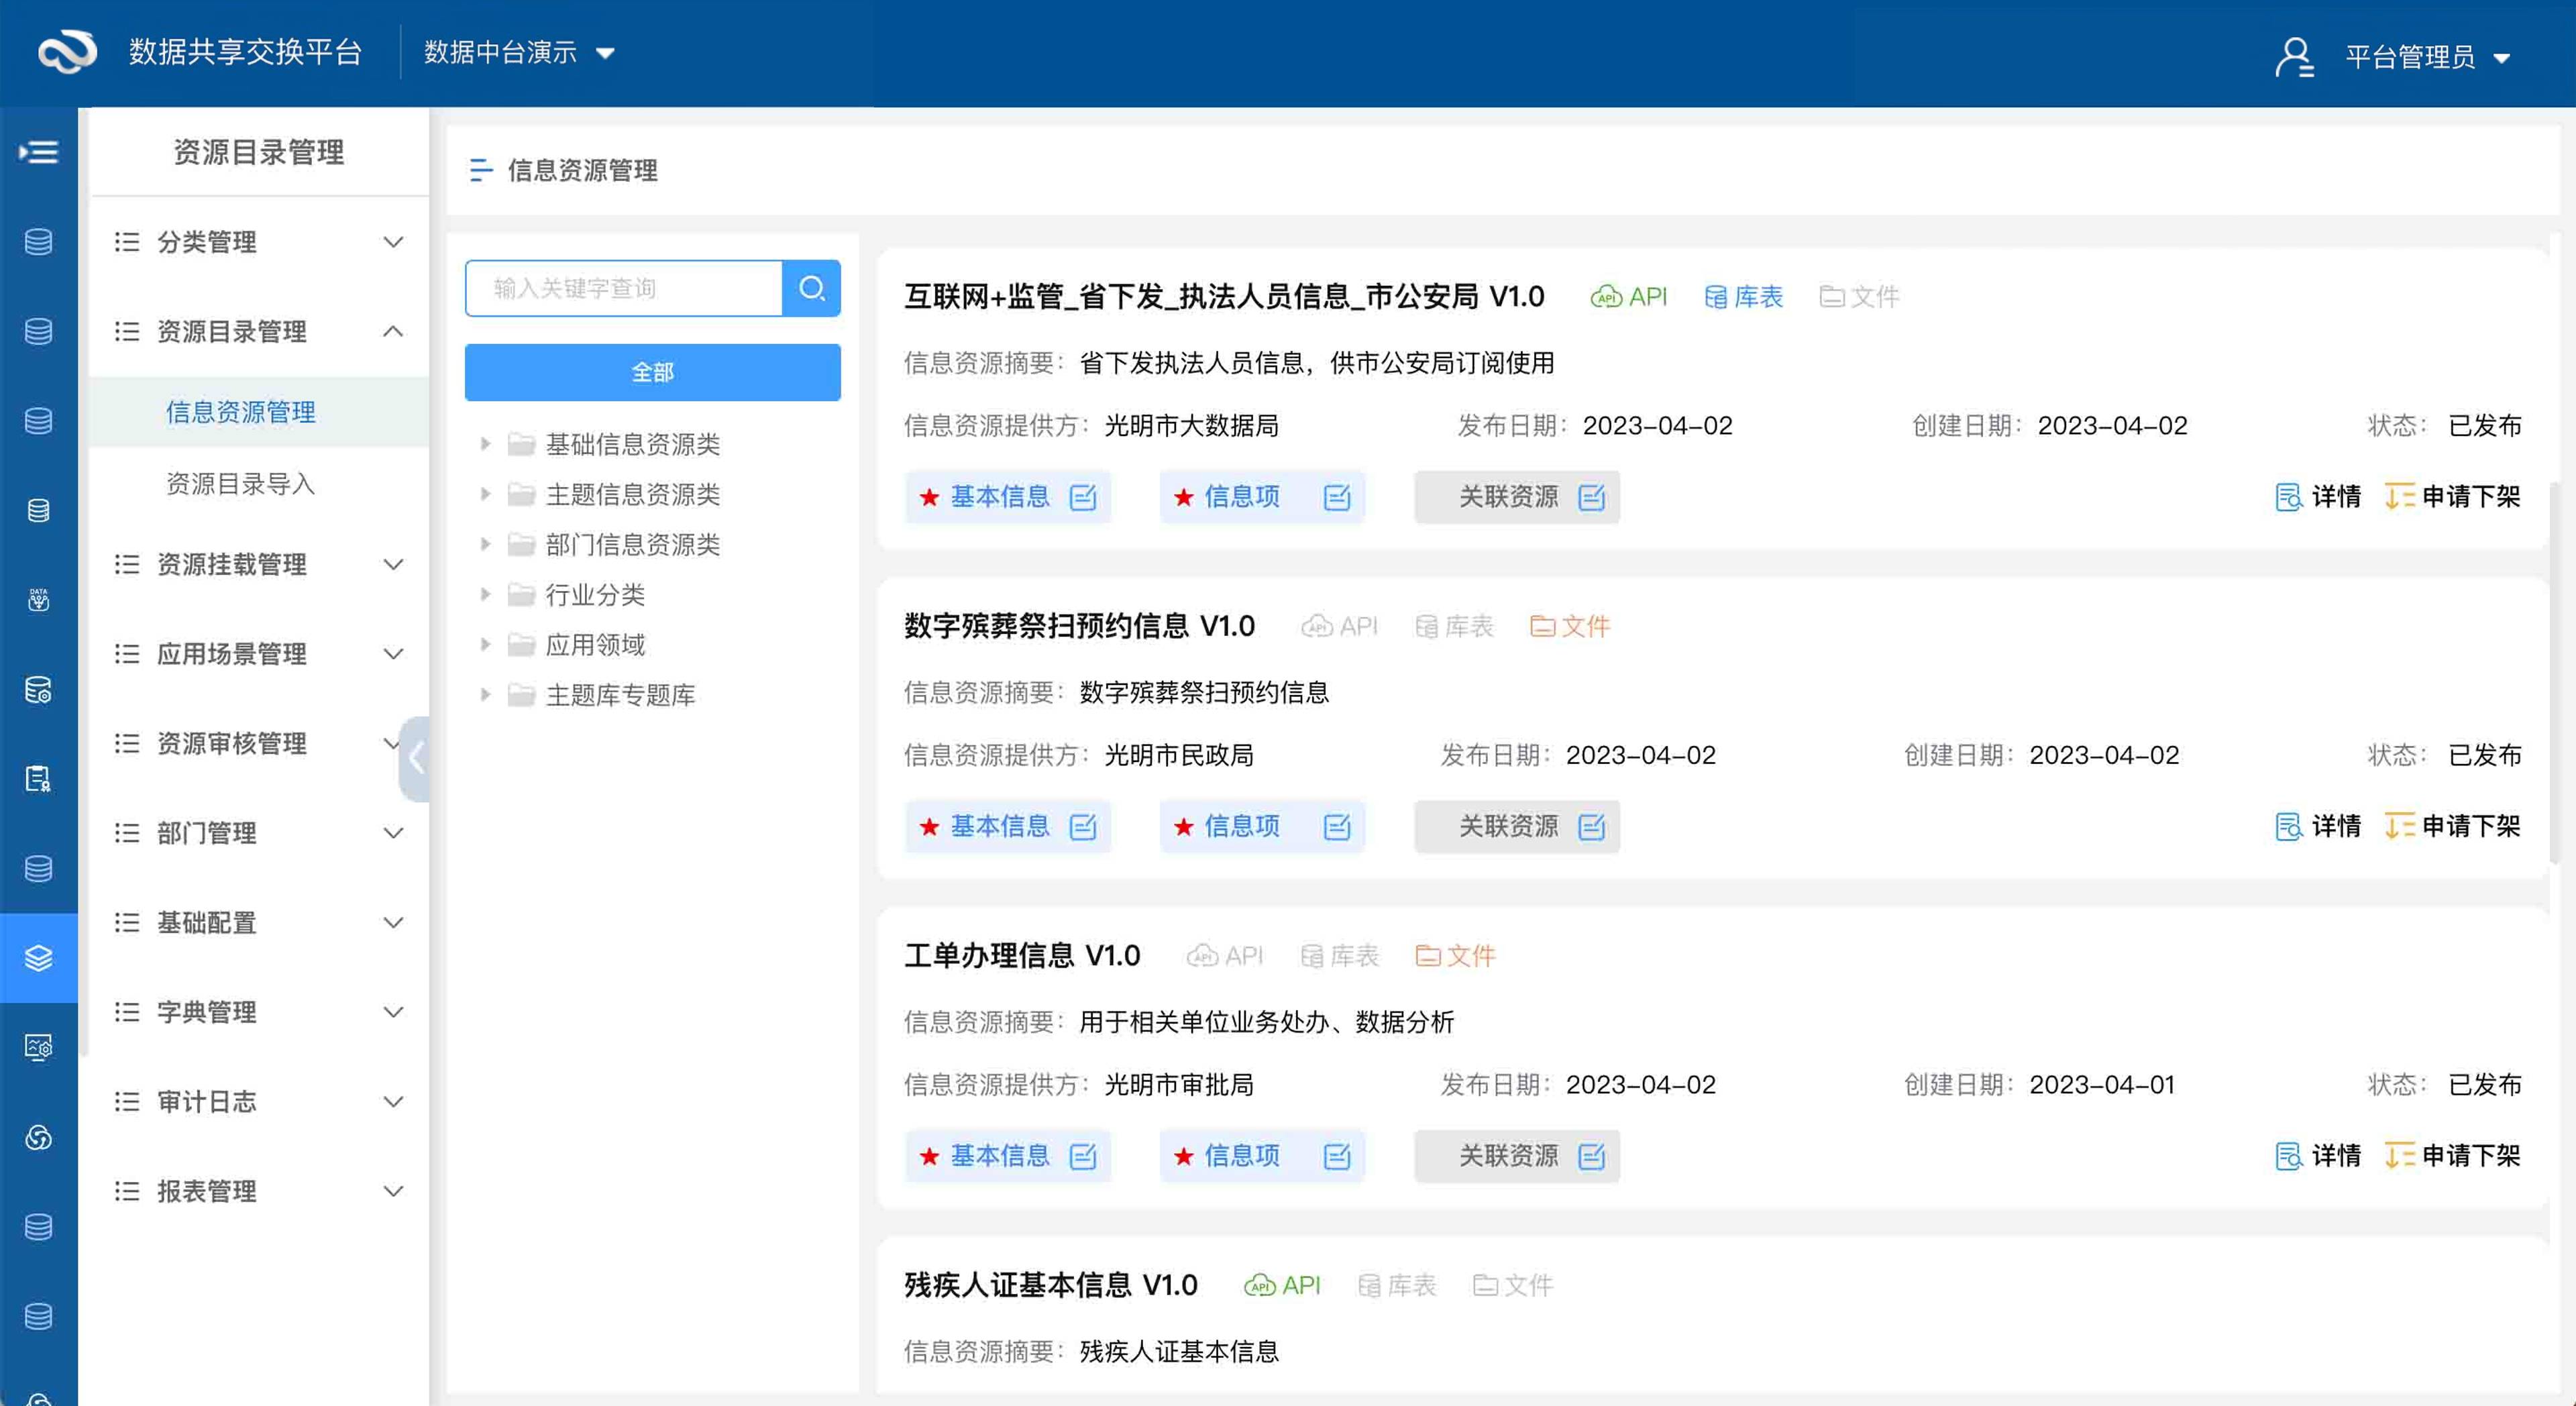 数据共享交换平台 数据中台演示 平台管理员
资源目录管理
分类管理
资源目录管理
信息资源管理
资源目录导入
资源挂载管理
应用场景管理
资源审核管理
部门管理
基础配置
字典管理
审计日志
报表管理
信息资源管理
输入关键字查询
全部
基础信息资源类
主题信息资源类
部门信息资源类
行业分类
应用领域
主题库专题库
互联网+监管_省下发_执法人员信息_市公安局 V1.0 API API 库表 文件
信息资源摘要：省下发执法人员信息，供市公安局订阅使用
信息资源提供方：光明市大数据局 发布日期：2023-04-02 创建日期：2023-04-02 状态：已发布
★ 基本信息 ★ 信息项 关联资源 详情 申请下架
数字殡葬祭扫预约信息 V1.0 API API 库表 文件
信息资源摘要：数字殡葬祭扫预约信息
信息资源提供方：光明市民政局 发布日期：2023-04-02 创建日期：2023-04-02 状态：已发布
★ 基本信息 ★ 信息项 关联资源 详情 申请下架
工单办理信息 V1.0 API API 库表 文件
信息资源摘要：用于相关单位业务处办、数据分析
信息资源提供方：光明市审批局 发布日期：2023-04-02 创建日期：2023-04-01 状态：已发布
★ 基本信息 ★ 信息项 关联资源 详情 申请下架
残疾人证基本信息 V1.0 API API 库表 文件
信息资源摘要：残疾人证基本信息
DATA